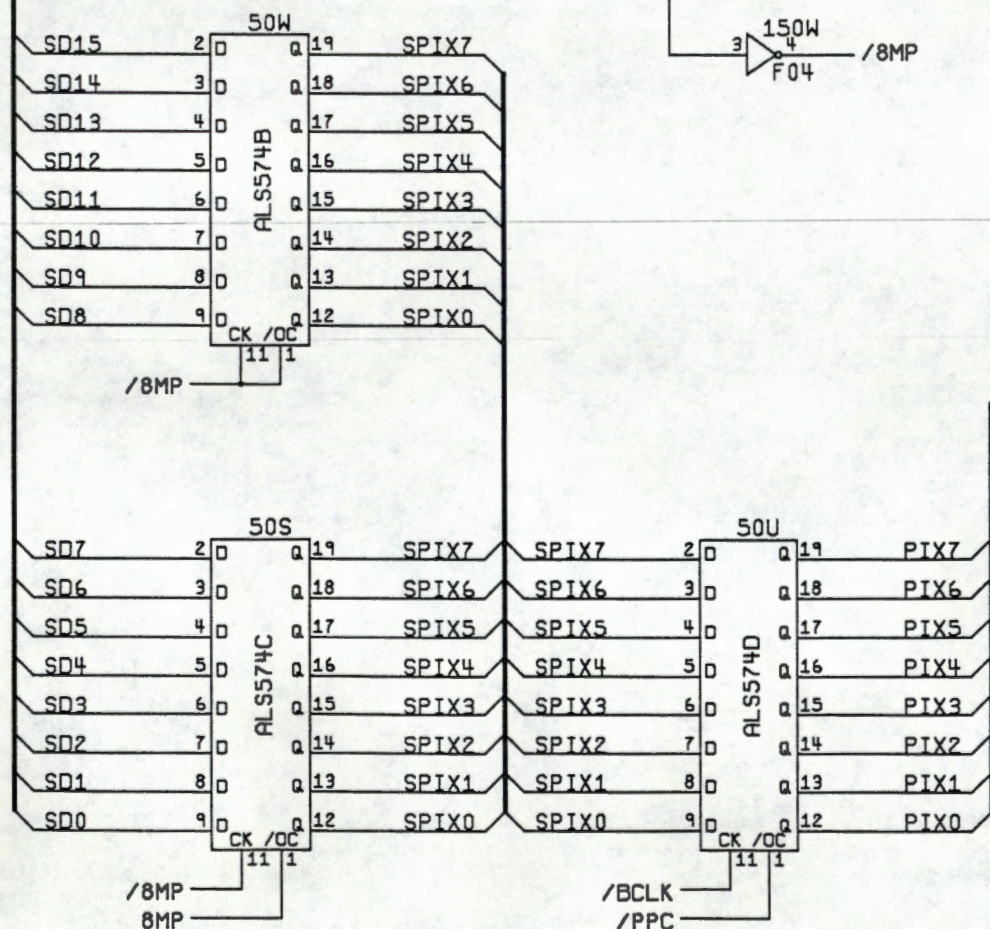 50W
SD15 2 D Q 19 SPIX7
SD14 3 D Q 18 SPIX6
SD13 4 D Q 17 SPIX5
SD12 5 D Q 16 SPIX4
SD11 6 D Q 15 SPIX3
SD10 7 D Q 14 SPIX2
SD9 8 D Q 13 SPIX1
SD8 9 D Q 12 SPIX0
ALS574B
CK /OC
11 1
/8MP
150W
3 4 /8MP
F04
50S
SD7 2 D Q 19 SPIX7
SD6 3 D Q 18 SPIX6
SD5 4 D Q 17 SPIX5
SD4 5 D Q 16 SPIX4
SD3 6 D Q 15 SPIX3
SD2 7 D Q 14 SPIX2
SD1 8 D Q 13 SPIX1
SD0 9 D Q 12 SPIX0
ALS574C
CK /OC
11 1
/8MP
8MP
50U
SPIX7 2 D Q 19 PIX7
SPIX6 3 D Q 18 PIX6
SPIX5 4 D Q 17 PIX5
SPIX4 5 D Q 16 PIX4
SPIX3 6 D Q 15 PIX3
SPIX2 7 D Q 14 PIX2
SPIX1 8 D Q 13 PIX1
SPIX0 9 D Q 12 PIX0
ALS574D
CK /OC
11 1
/BCLK
/PPC